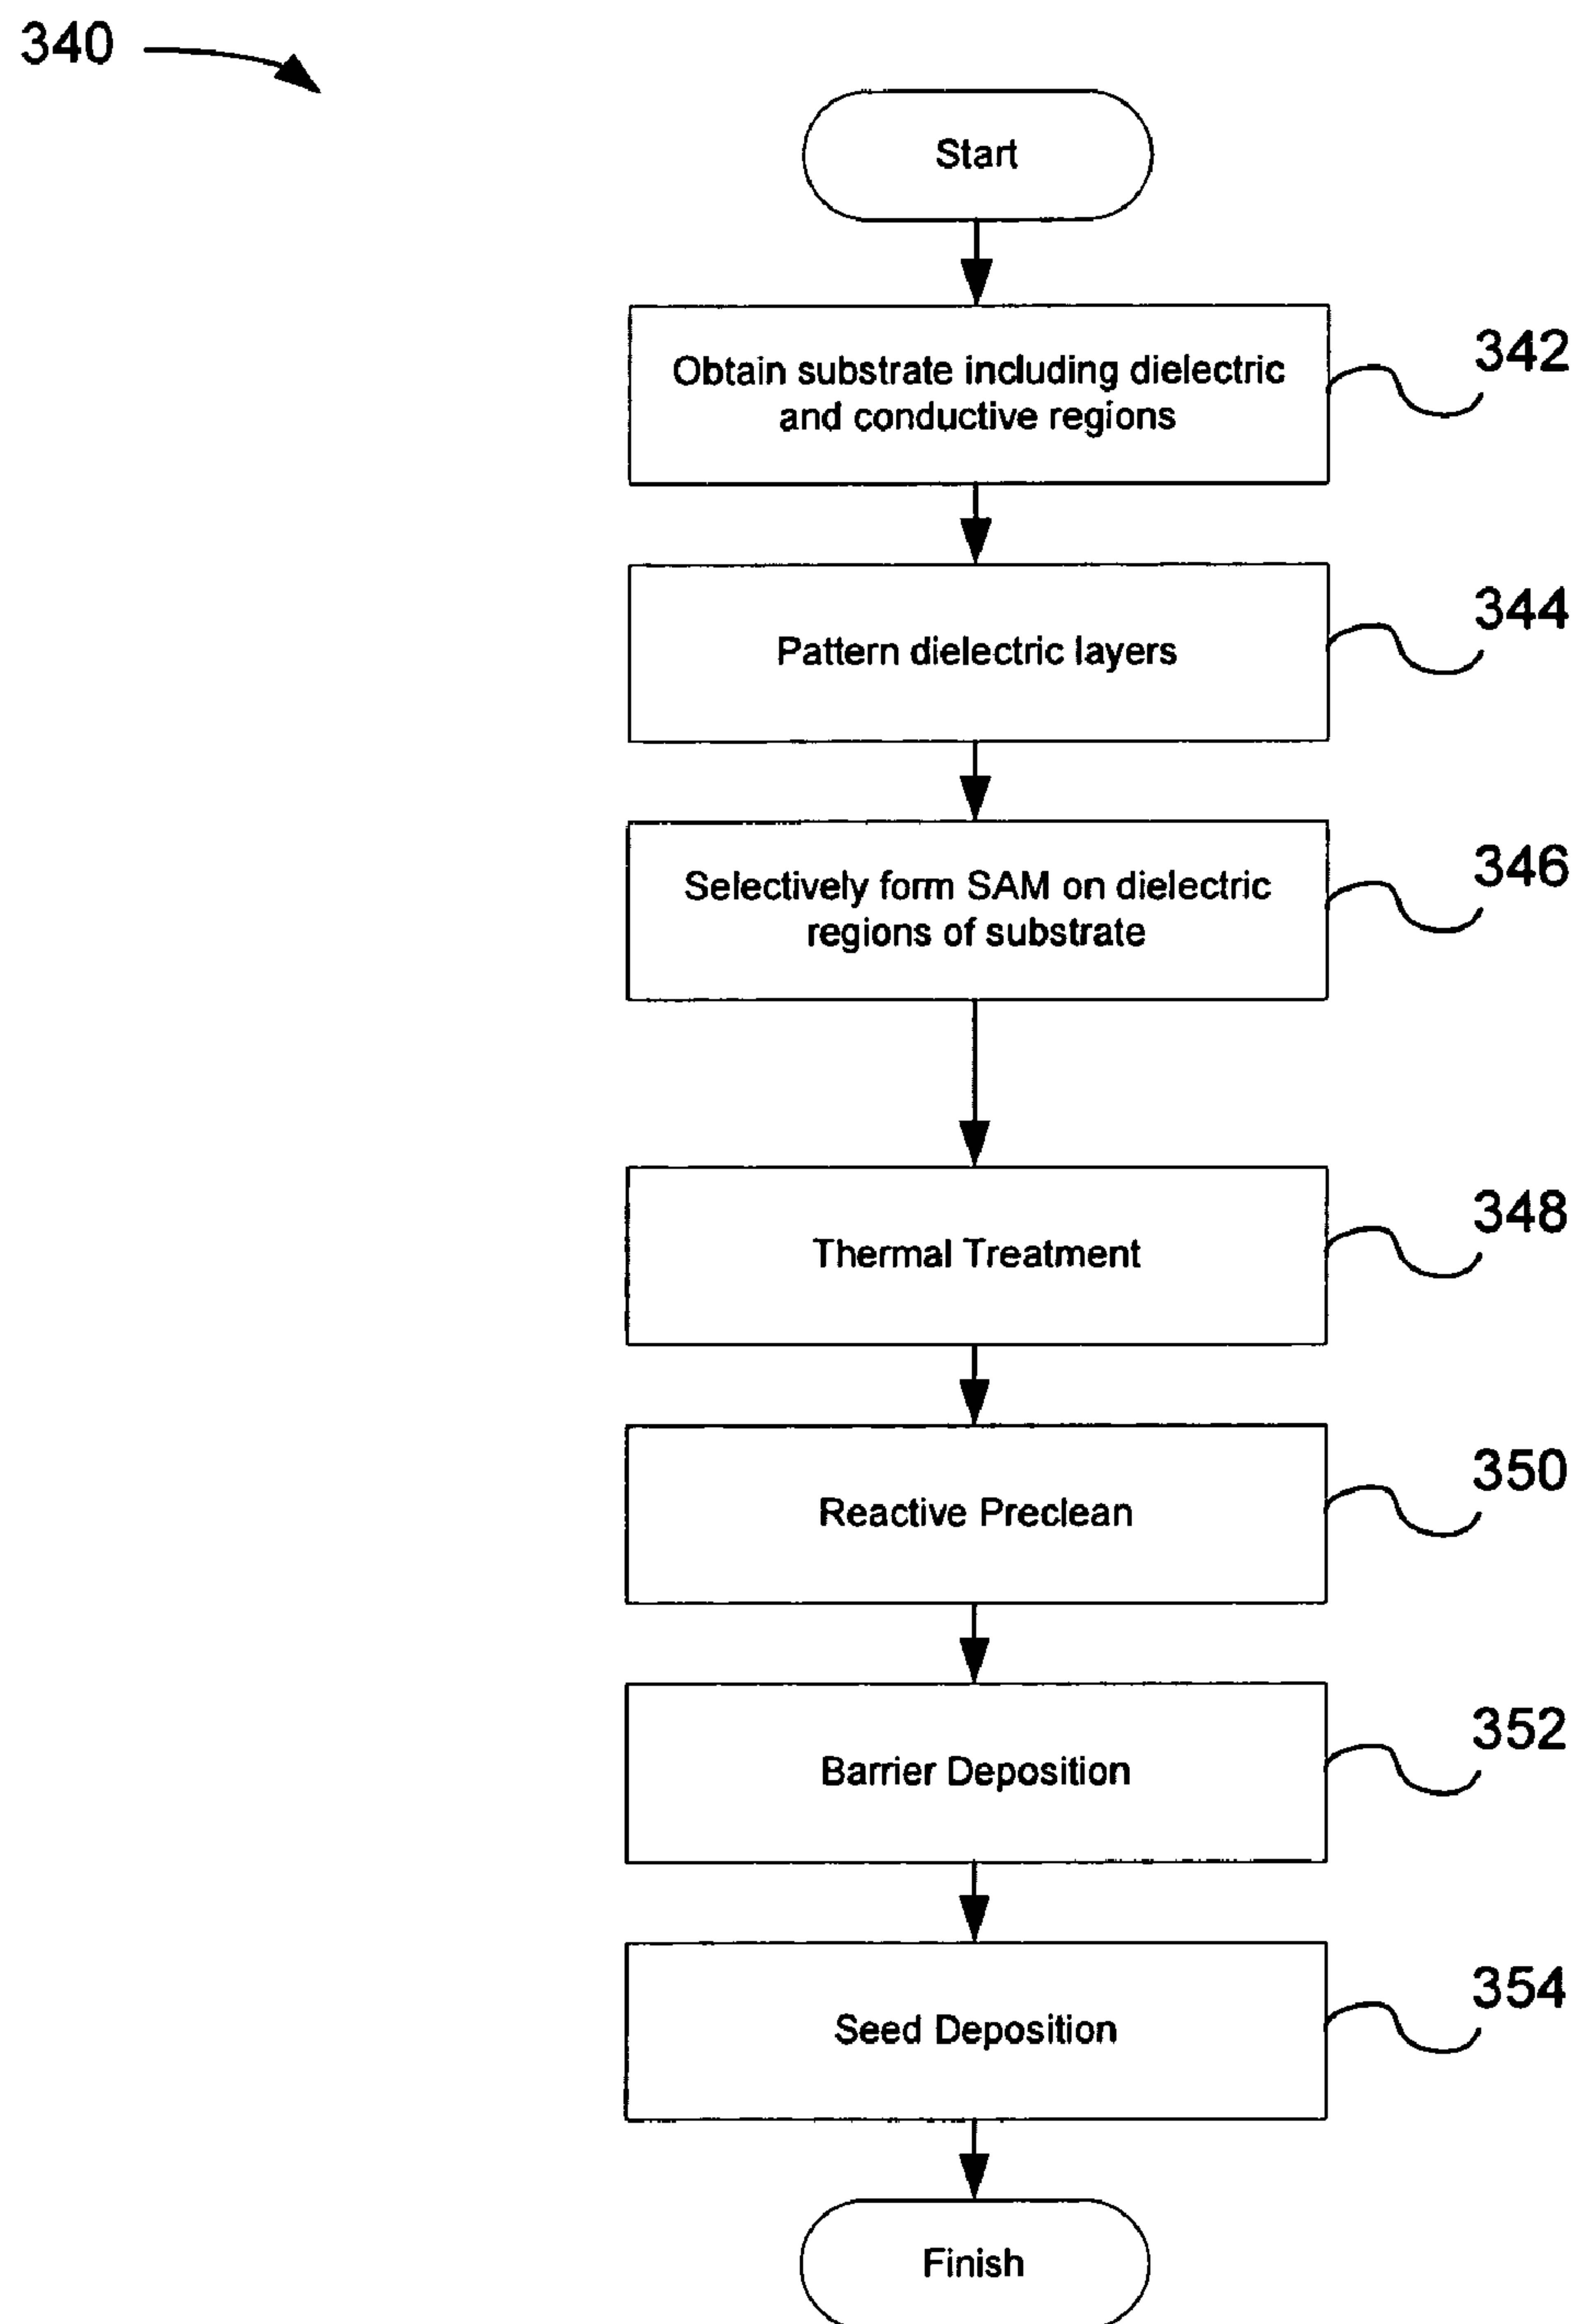 340
Start
Obtain substrate including dielectric
and conductive regions
342
Pattern dielectric layers
344
Selectively form SAM on dielectric
regions of substrate
346
Thermal Treatment
348
Reactive Preclean
350
Barrier Deposition
352
Seed Deposition
354
Finish